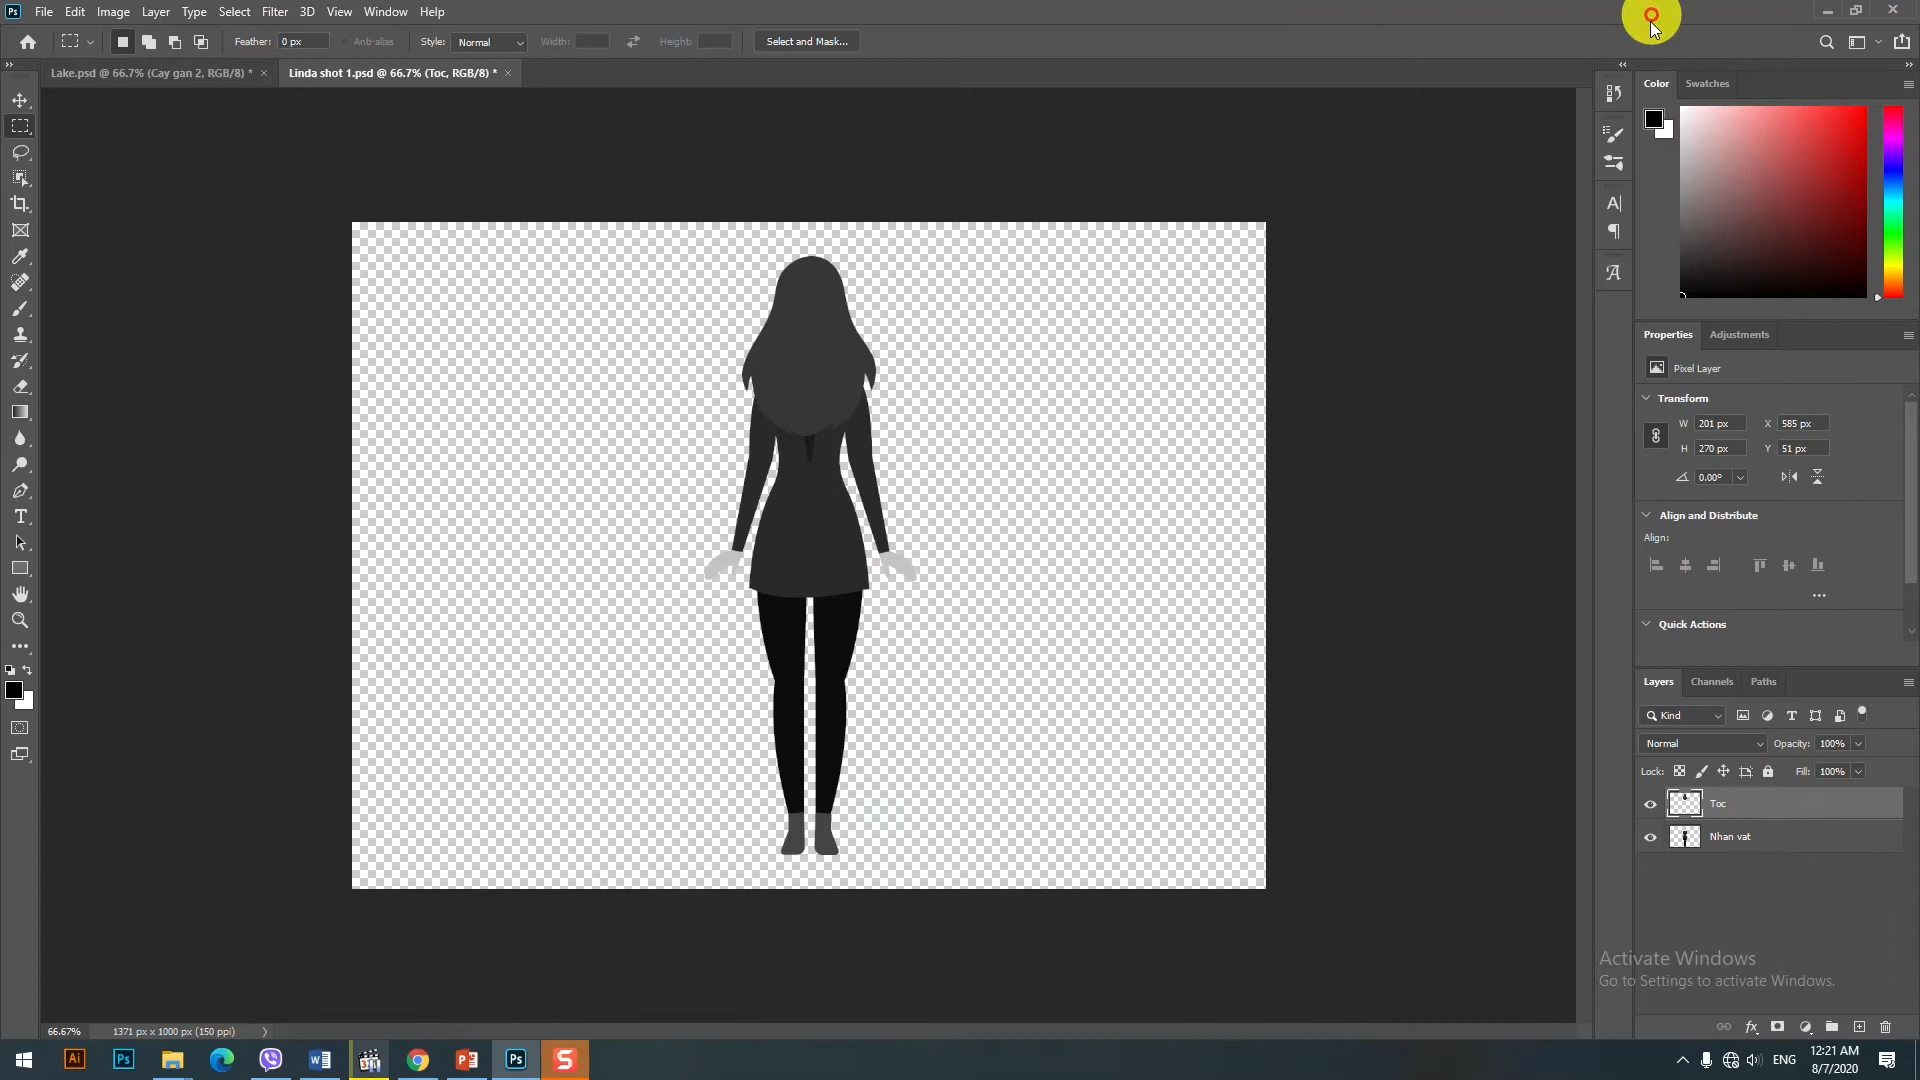 Ps File Edit Image Layer Type Select Filter 3D View Window Help
Feather: 0 px Anti-alias Style: Normal Width: Height: Select and Mask...
Lake.psd @ 66.7% (Cay gan 2, RGB/8) * × Linda shot 1.psd @ 66.7% (Toc, RGB/8) * ×
Color Swatches
Properties Adjustments
Pixel Layer
Transform
W 201 px X 585 px
H 270 px Y 51 px
0.00°
Align and Distribute
Align:
Quick Actions
Layers Channels Paths
Kind
Normal Opacity: 100%
Lock: Fill: 100%
Toc
Nhan vat
Activate Windows
Go to Settings to activate Windows.
66.67% 1371 px x 1000 px (150 ppi)
Ai Ps W P Ps S ENG 12:21 AM
8/7/2020